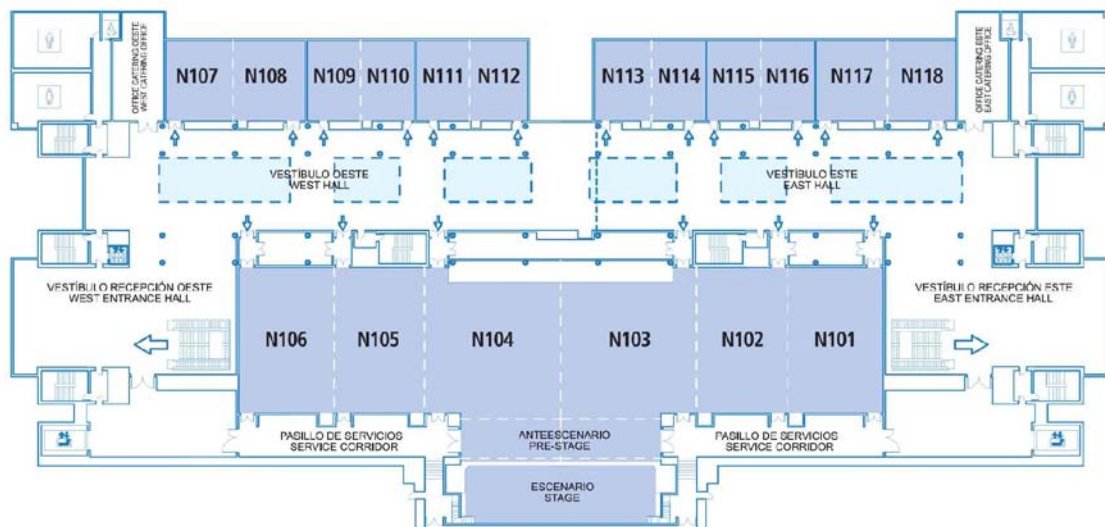 OFFICE CATERING OESTE
WEST CATERING OFFICE
N107
N108
N109
N110
N111
N112
N113
N114
N115
N116
N117
N118
OFFICE CATERING ESTE
EAST CATERING OFFICE
VESTÍBULO OESTE
WEST HALL
VESTÍBULO ESTE
EAST HALL
VESTÍBULO RECEPCIÓN OESTE
WEST ENTRANCE HALL
VESTÍBULO RECEPCIÓN ESTE
EAST ENTRANCE HALL
N106
N105
N104
N103
N102
N101
PASILLO DE SERVICIOS
SERVICE CORRIDOR
ANTEESCENARIO
PRE-STAGE
PASILLO DE SERVICIOS
SERVICE CORRIDOR
ESCENARIO
STAGE